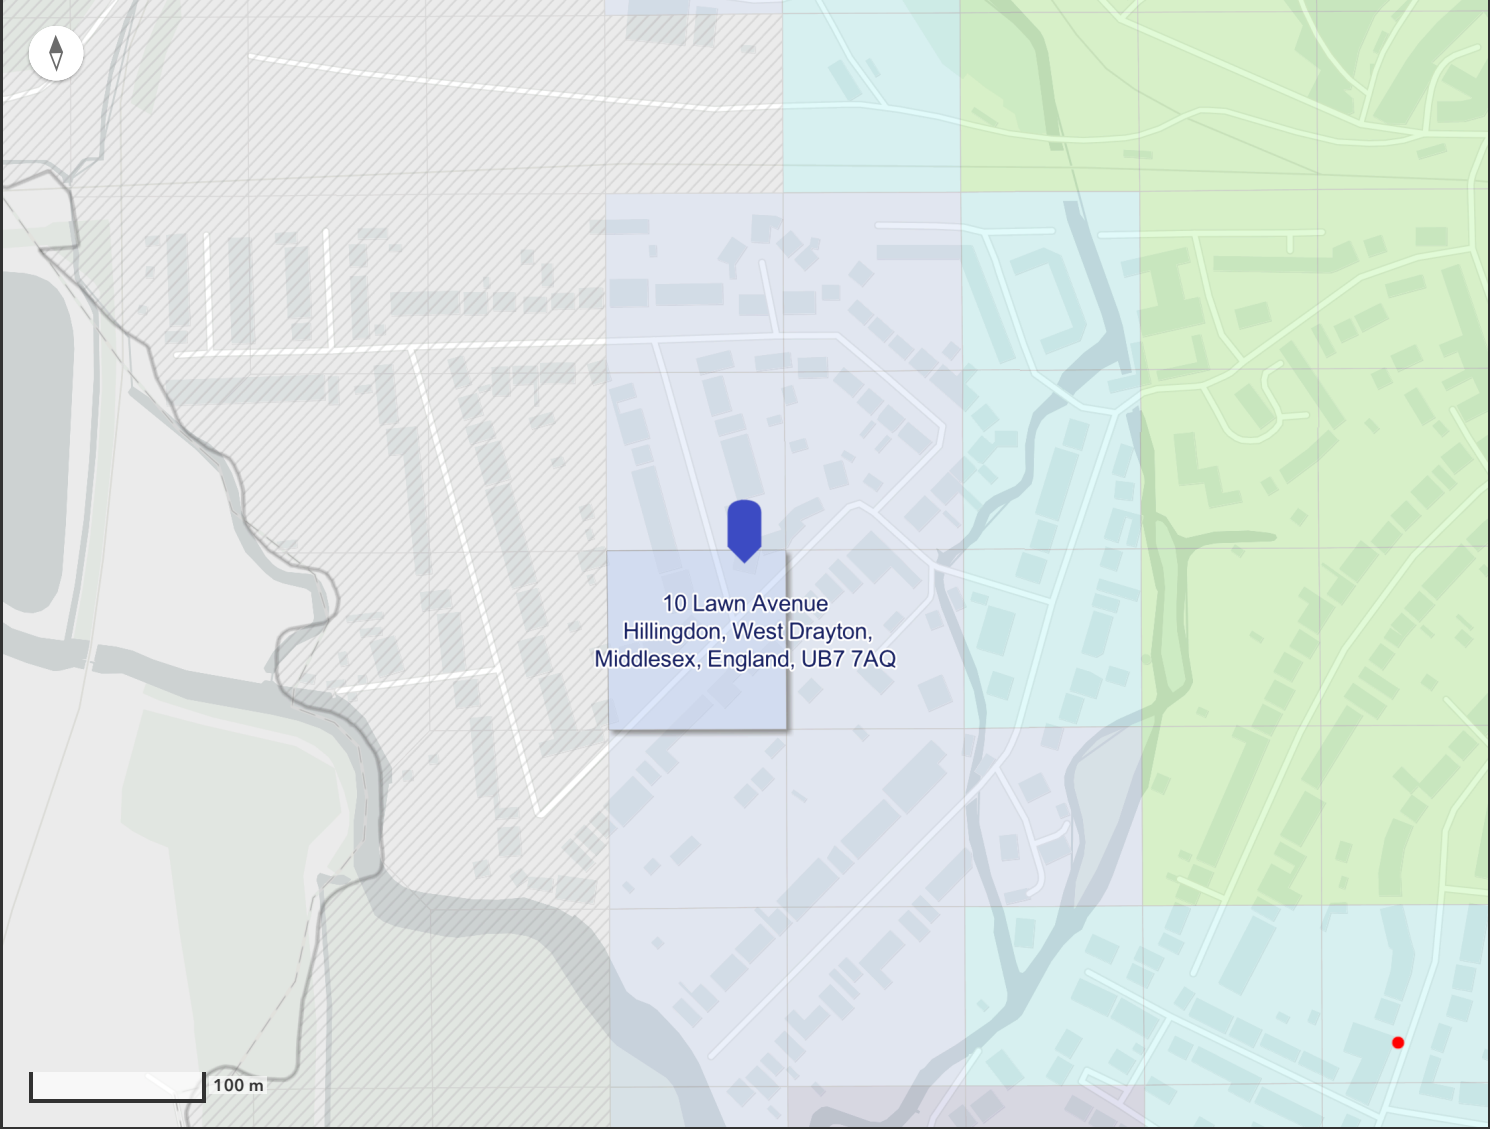 10 Lawn Avenue
Hillingdon, West Drayton,
Middlesex, England, UB7 7AQ
100 m